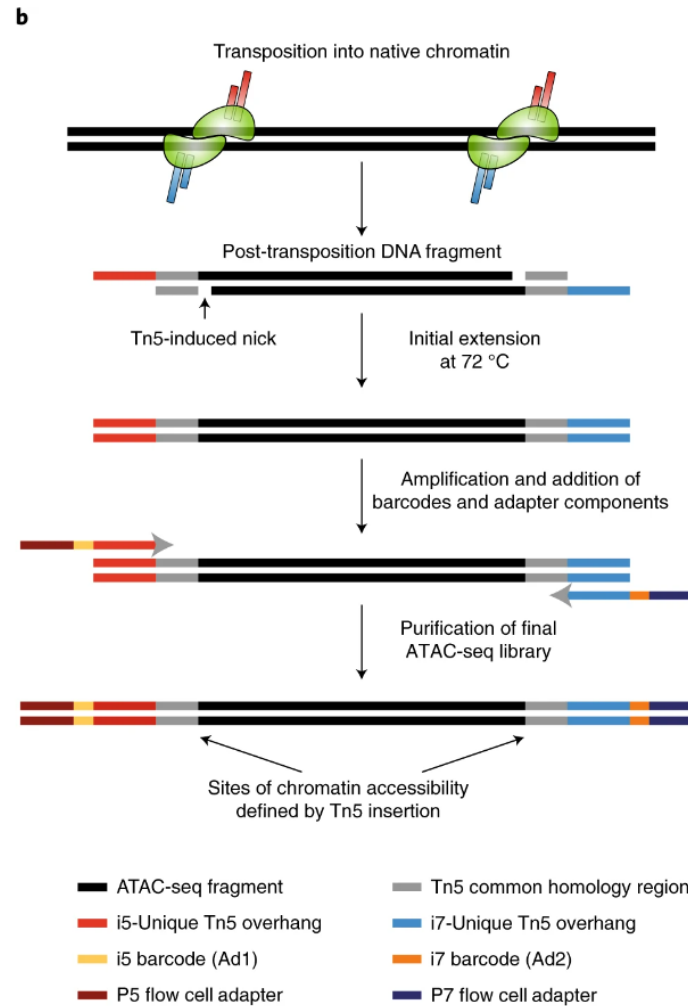 b
Transposition into native chromatin
Post-transposition DNA fragment
Tn5-induced nick
Initial extension
at 72 °C
Amplification and addition of
barcodes and adapter components
Purification of final
ATAC-seq library
Sites of chromatin accessibility
defined by Tn5 insertion
ATAC-seq fragment
Tn5 common homology region
i5-Unique Tn5 overhang
i7-Unique Tn5 overhang
i5 barcode (Ad1)
i7 barcode (Ad2)
P5 flow cell adapter
P7 flow cell adapter